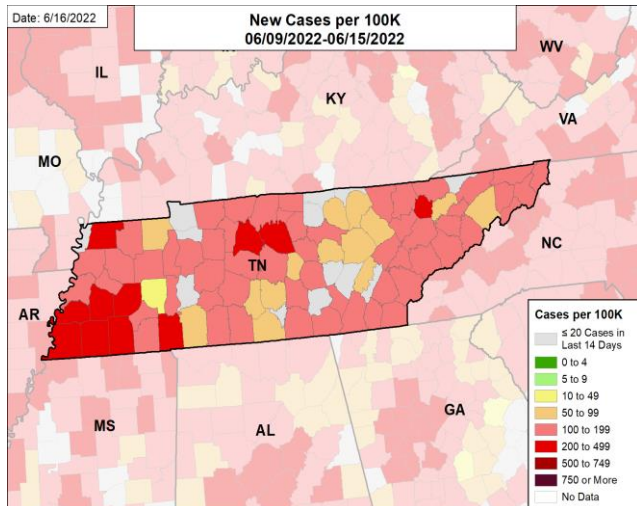 Date: 6/16/2022
New Cases per 100K
06/09/2022-06/15/2022
IL
WV
KY
VA
MO
TN
NC
AR
MS
AL
GA
Cases per 100K
≤ 20 Cases in
Last 14 Days
0 to 4
5 to 9
10 to 49
50 to 99
100 to 199
200 to 499
500 to 749
750 or More
No Data